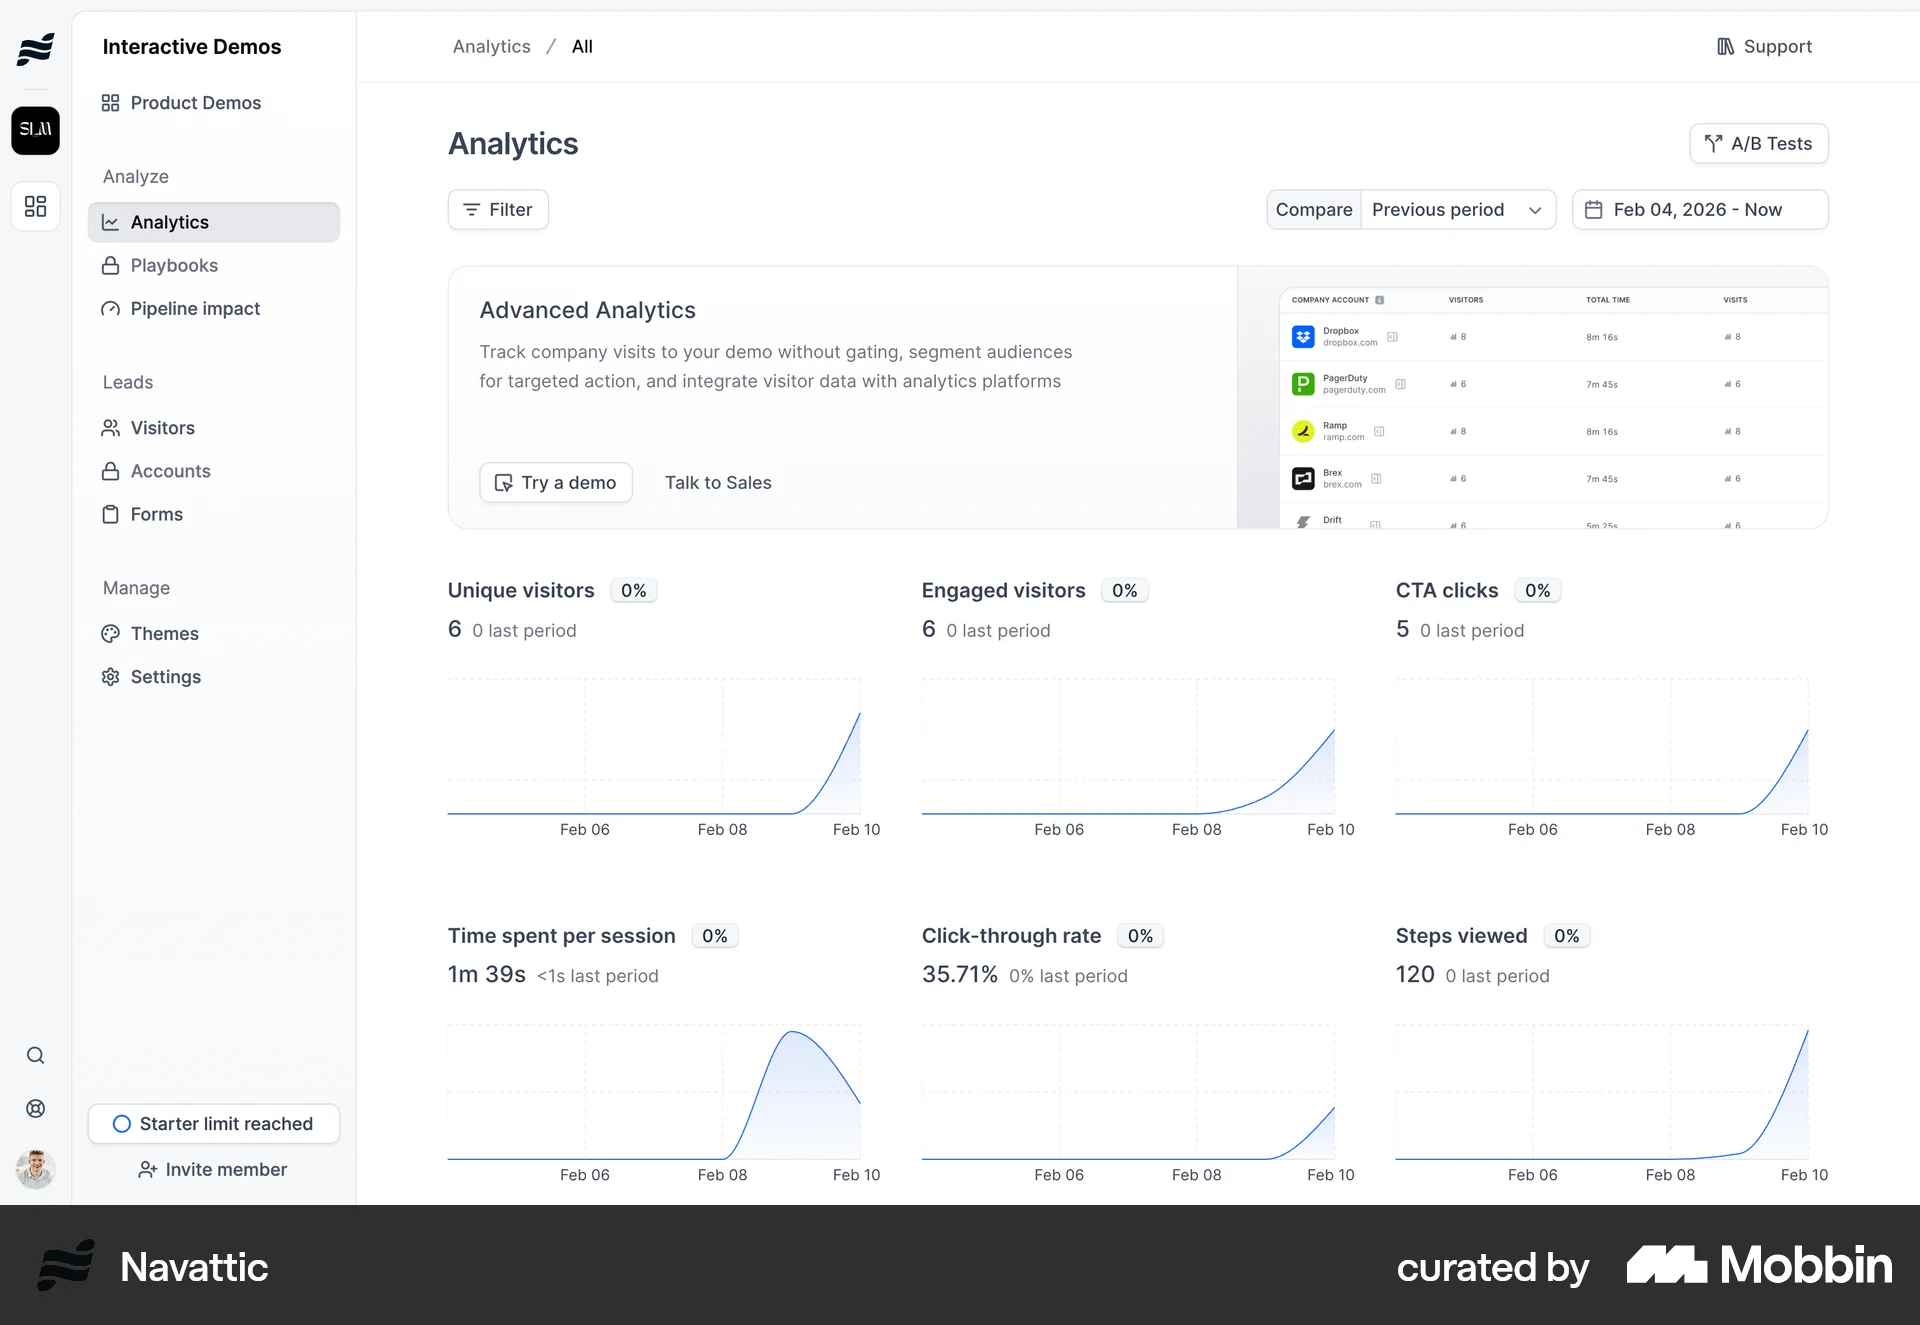 Interactive Demos
SLM
Product Demos
Analyze
Analytics
Playbooks
Pipeline impact
Leads
Visitors
Accounts
Forms
Manage
Themes
Settings
Starter limit reached
Invite member
Analytics / All
Support
Analytics
A/B Tests
Filter
Compare Previous period
Feb 04, 2026 - Now
Advanced Analytics
Track company visits to your demo without gating, segment audiences
for targeted action, and integrate visitor data with analytics platforms
Try a demo
Talk to Sales
COMPANY ACCOUNT VISITORS TOTAL TIME VISITS
Dropbox
dropbox.com
8 8m 16s 8
PagerDuty
pagerduty.com
6 7m 45s 6
Ramp
ramp.com
8 8m 16s 8
Brex
brex.com
6 7m 45s 6
Drift
6 5m 25s 6
Unique visitors 0%
6 0 last period
Feb 06 Feb 08 Feb 10
Engaged visitors 0%
6 0 last period
Feb 06 Feb 08 Feb 10
CTA clicks 0%
5 0 last period
Feb 06 Feb 08 Feb 10
Time spent per session 0%
1m 39s <1s last period
Feb 06 Feb 08 Feb 10
Click-through rate 0%
35.71% 0% last period
Feb 06 Feb 08 Feb 10
Steps viewed 0%
120 0 last period
Feb 06 Feb 08 Feb 10
Navattic
curated by Mobbin